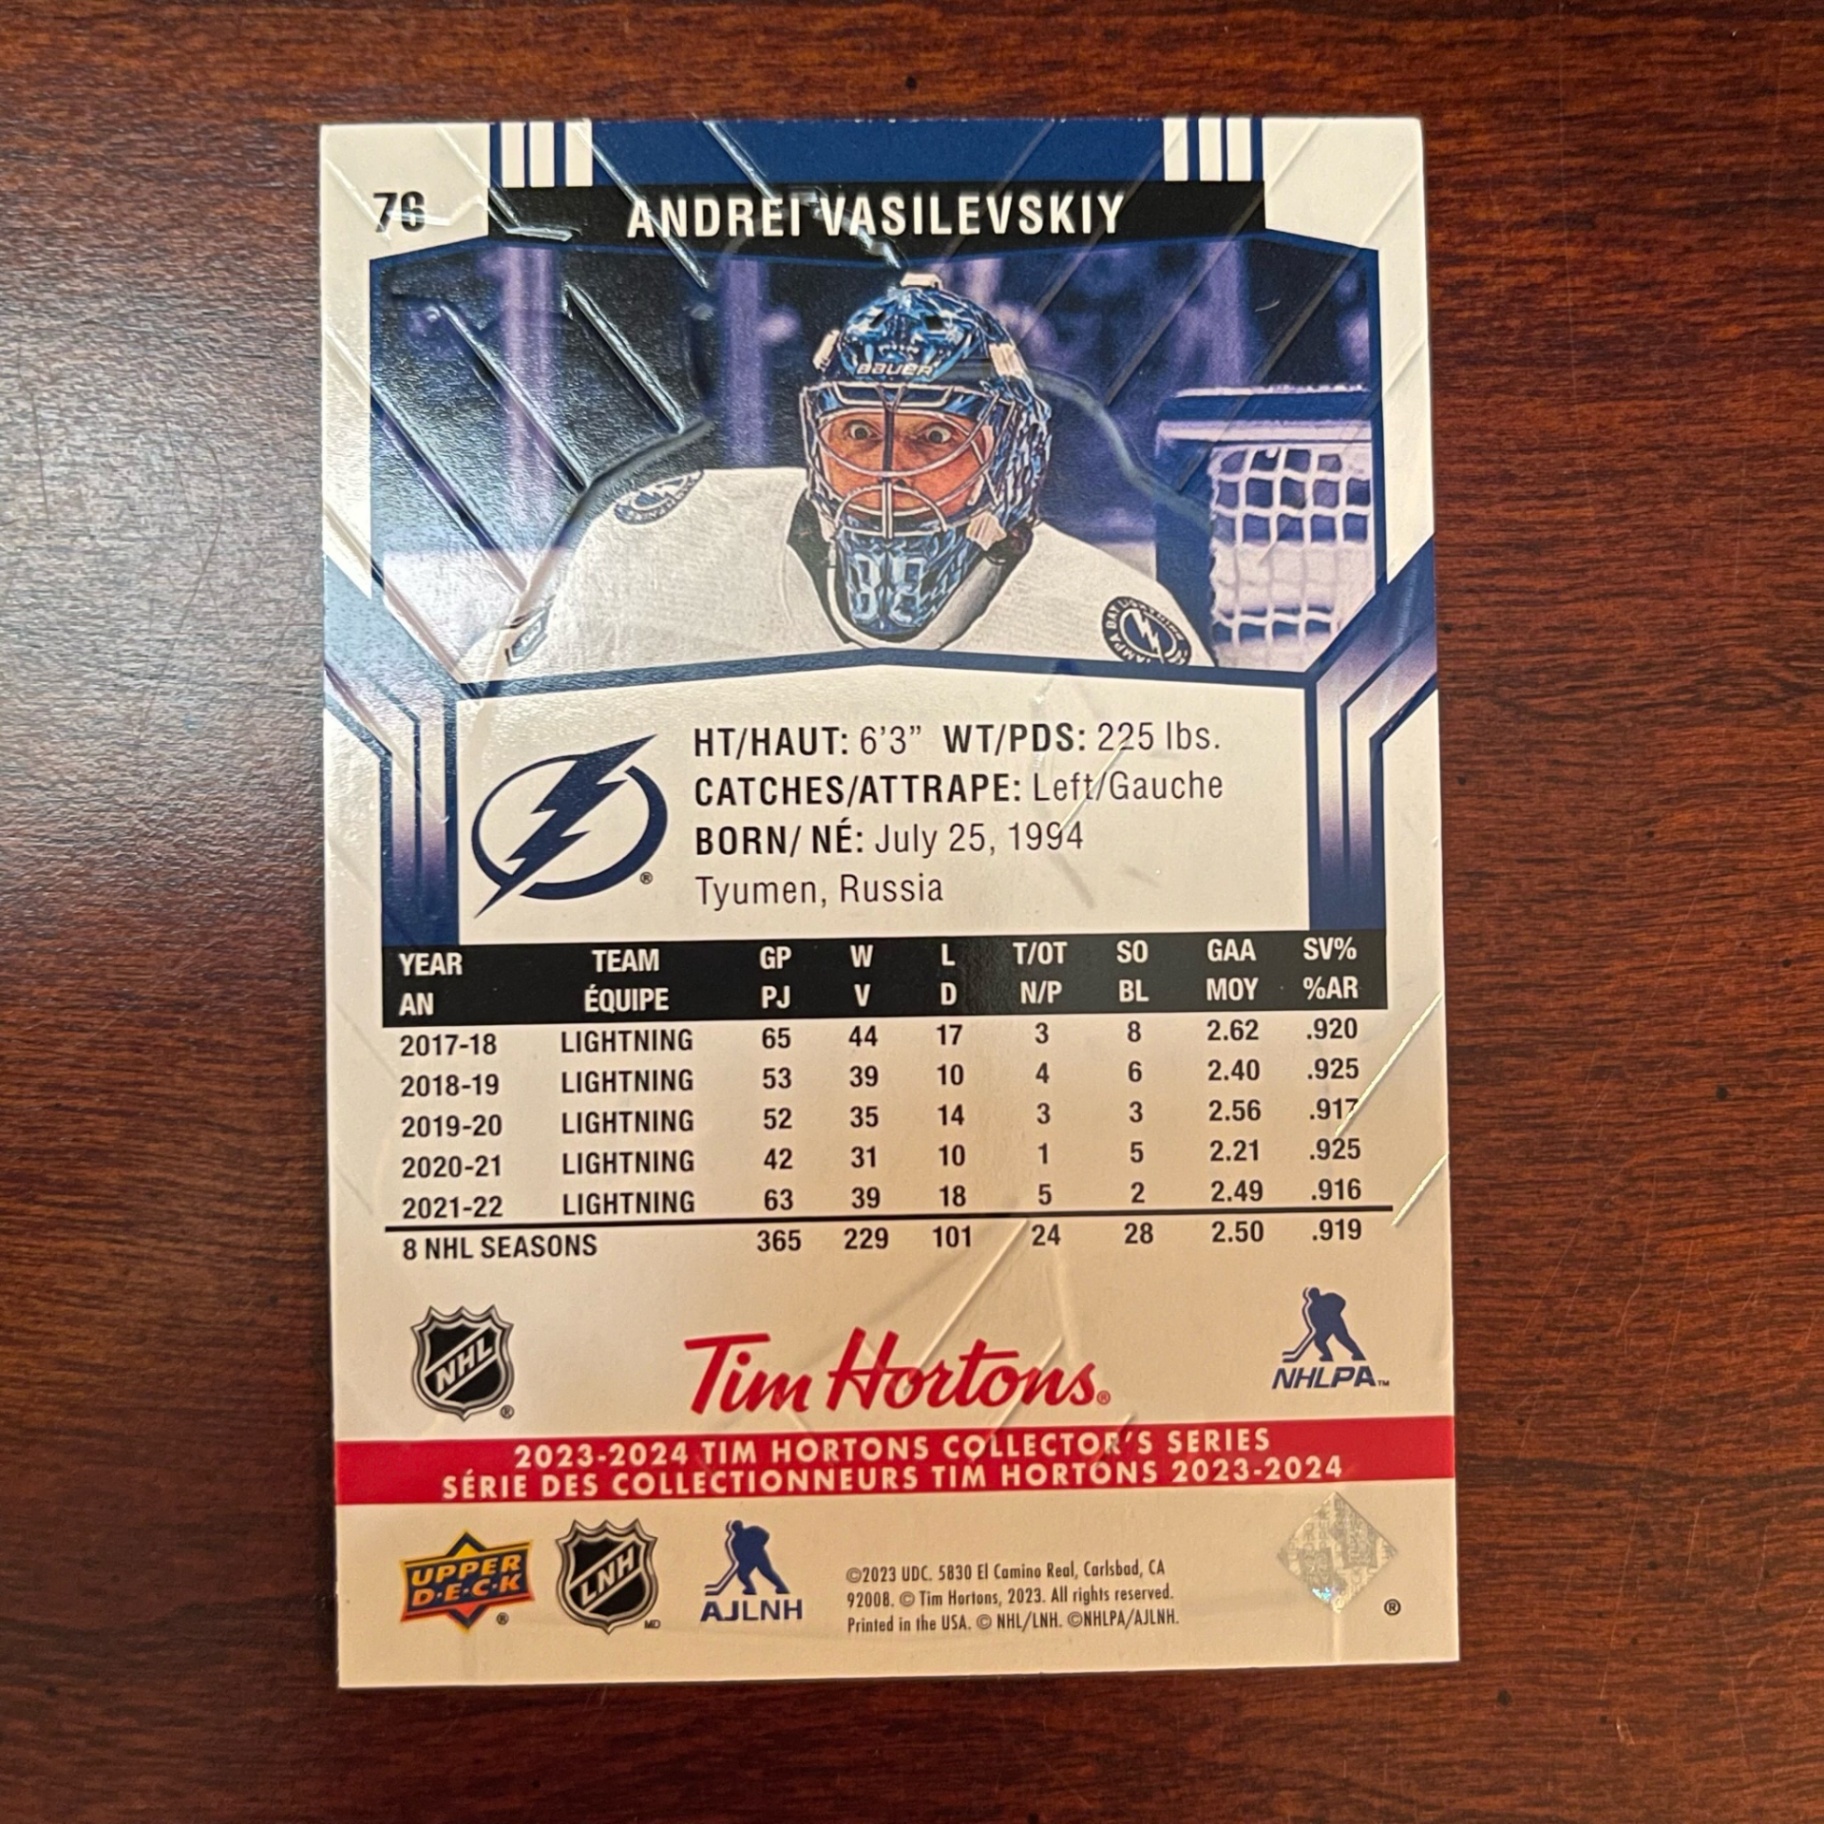 76
ANDREI VASILEVSKIY
BAUER
TAMPA BAY LIGHTNING
HT/HAUT: 6'3" WT/PDS: 225 lbs.
CATCHES/ATTRAPE: Left/Gauche
BORN/ NÉ: July 25, 1994
Tyumen, Russia
®
YEAR TEAM GP W L T/OT SO GAA SV%
AN ÉQUIPE PJ V D N/P BL MOY %AR
2017-18 LIGHTNING 65 44 17 3 8 2.62 .920
2018-19 LIGHTNING 53 39 10 4 6 2.40 .925
2019-20 LIGHTNING 52 35 14 3 3 2.56 .917
2020-21 LIGHTNING 42 31 10 1 5 2.21 .925
2021-22 LIGHTNING 63 39 18 5 2 2.49 .916
8 NHL SEASONS 365 229 101 24 28 2.50 .919
NHL ®
Tim Hortons®
NHLPA™
2023-2024 TIM HORTONS COLLECTOR'S SERIES
SÉRIE DES COLLECTIONNEURS TIM HORTONS 2023-2024
UPPER
D·E·C·K ®
LNH MD
AJLNH
©2023 UDC. 5830 El Camino Real, Carlsbad, CA
92008. © Tim Hortons, 2023. All rights reserved.
Printed in the USA. © NHL/LNH. ©NHLPA/AJLNH.
®